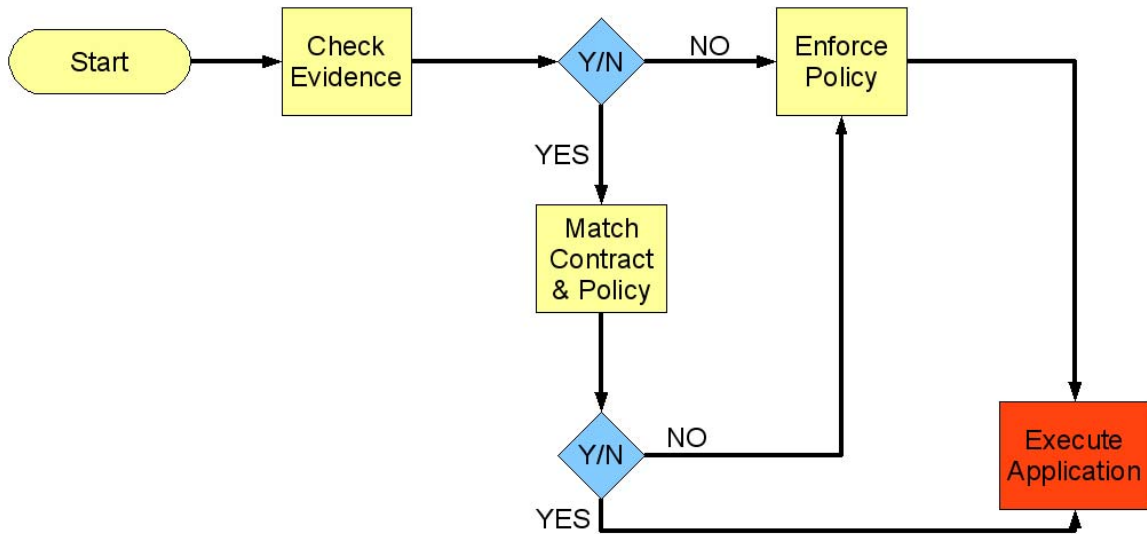 Start
Check
Evidence
Y/N
NO
Enforce
Policy
YES
Match
Contract
& Policy
Y/N
NO
YES
Execute
Application